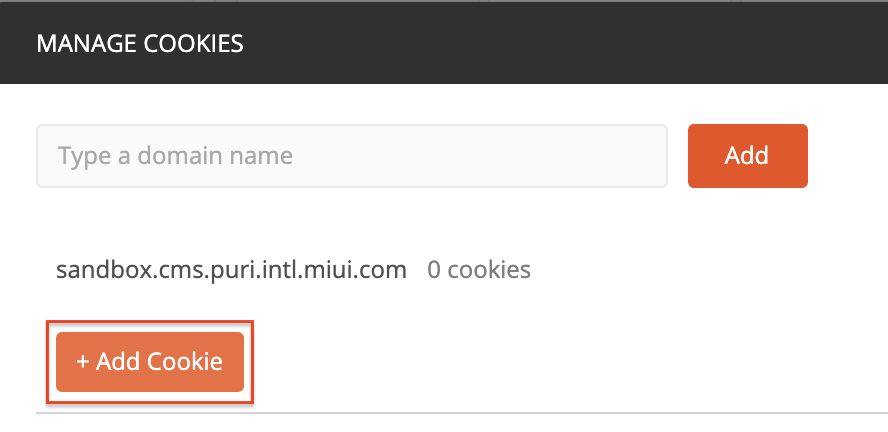 MANAGE COOKIES
Type a domain name
Add
sandbox.cms.puri.intl.miui.com 0 cookies
+ Add Cookie